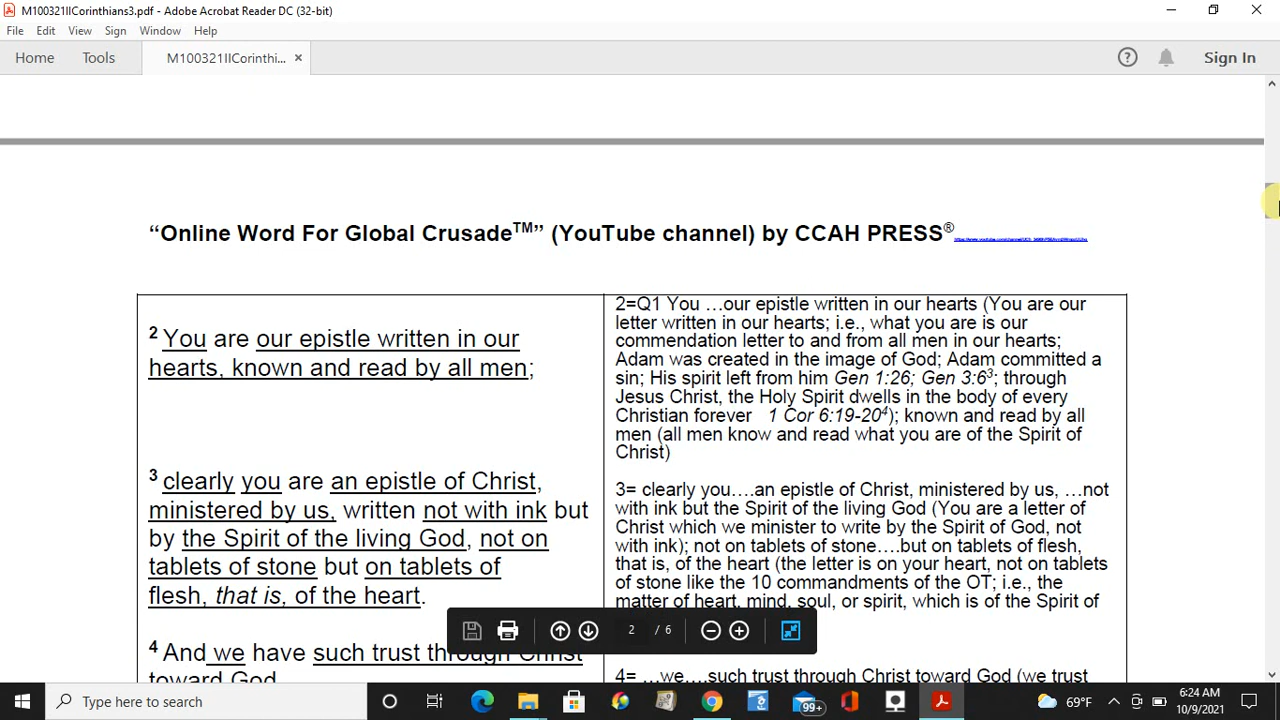 M100321IICorinthians3.pdf - Adobe Acrobat Reader DC (32-bit)
File Edit View Sign Window Help
Home Tools M100321IICorinthi... × Sign In
“Online Word For Global Crusade™” (YouTube channel) by CCAH PRESS®
2 You are our epistle written in our
hearts, known and read by all men;
3 clearly you are an epistle of Christ,
ministered by us, written not with ink but
by the Spirit of the living God, not on
tablets of stone but on tablets of
flesh, that is, of the heart.
4 And we have such trust through Christ
toward God.
2=Q1 You …our epistle written in our hearts (You are our
letter written in our hearts; i.e., what you are is our
commendation letter to and from all men in our hearts;
Adam was created in the image of God; Adam committed a
sin; His spirit left from him Gen 1:26; Gen 3:63; through
Jesus Christ, the Holy Spirit dwells in the body of every
Christian forever 1 Cor 6:19-204); known and read by all
men (all men know and read what you are of the Spirit of
Christ)
3= clearly you….an epistle of Christ, ministered by us, …not
with ink but the Spirit of the living God (You are a letter of
Christ which we minister to write by the Spirit of God, not
with ink); not on tablets of stone….but on tablets of flesh,
that is, of the heart (the letter is on your heart, not on tablets
of stone like the 10 commandments of the OT; i.e., the
matter of heart, mind, soul, or spirit, which is of the Spirit of
4= …we….such trust through Christ toward God (we trust
2 / 6
Type here to search
99+
69°F
6:24 AM
10/9/2021